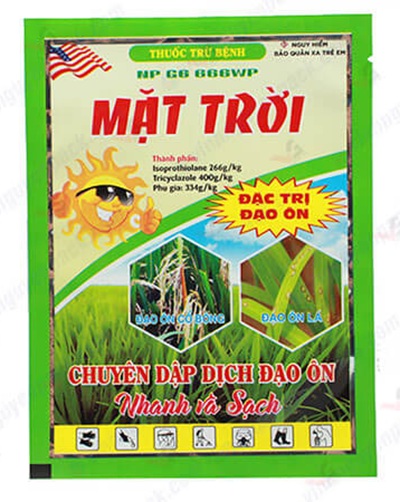 THUỐC TRỪ BỆNH
NGUY HIỂM
BẢO QUẢN XA TRẺ EM
NP G6 666WP
MẶT TRỜI
Thành phần:
Isoprothiolane 266g/kg
Tricyclazole 400g/kg
Phụ gia: 334g/kg
ĐẶC TRỊ
ĐẠO ÔN
ĐẠO ÔN CỔ BÔNG
ĐẠO ÔN LÁ
CHUYÊN DẬP DỊCH ĐẠO ÔN
Nhanh và Sạch